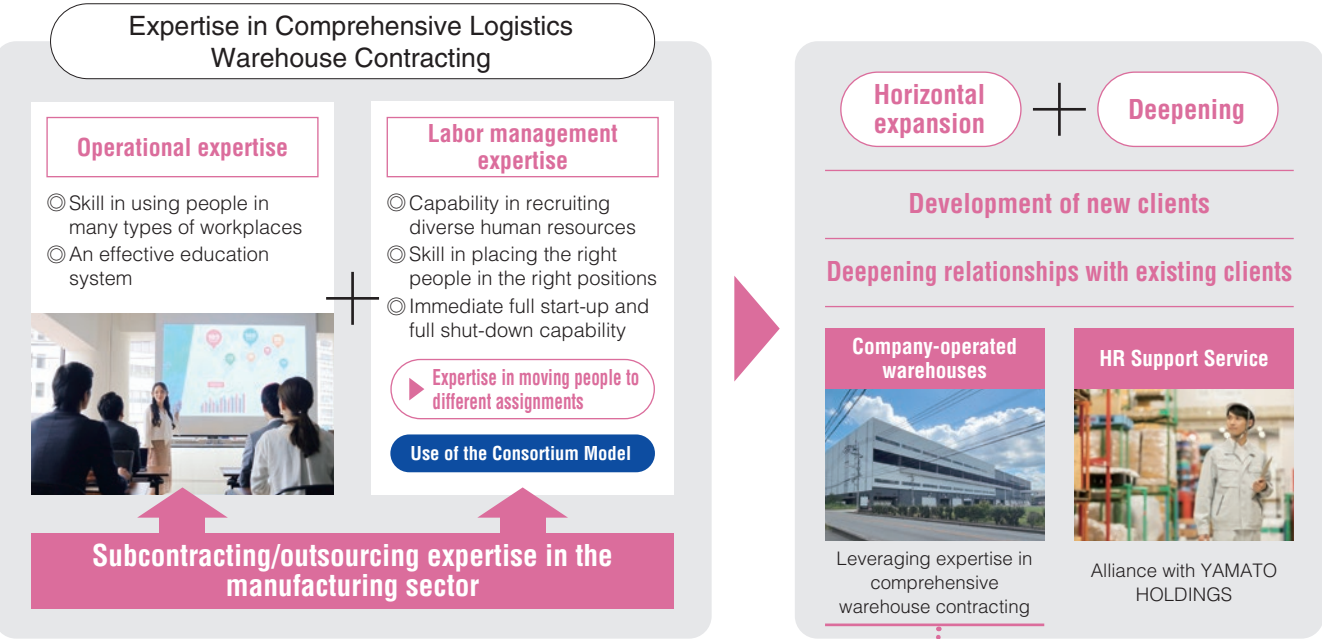 Expertise in Comprehensive Logistics
Warehouse Contracting
Operational expertise
◎ Skill in using people in
many types of workplaces
◎ An effective education
system
Labor management
expertise
◎ Capability in recruiting
diverse human resources
◎ Skill in placing the right
people in the right positions
◎ Immediate full start-up and
full shut-down capability
Expertise in moving people to
different assignments
Use of the Consortium Model
Subcontracting/outsourcing expertise in the
manufacturing sector
Horizontal
expansion
Deepening
Development of new clients
Deepening relationships with existing clients
Company-operated
warehouses
Leveraging expertise in
comprehensive
warehouse contracting
HR Support Service
Alliance with YAMATO
HOLDINGS